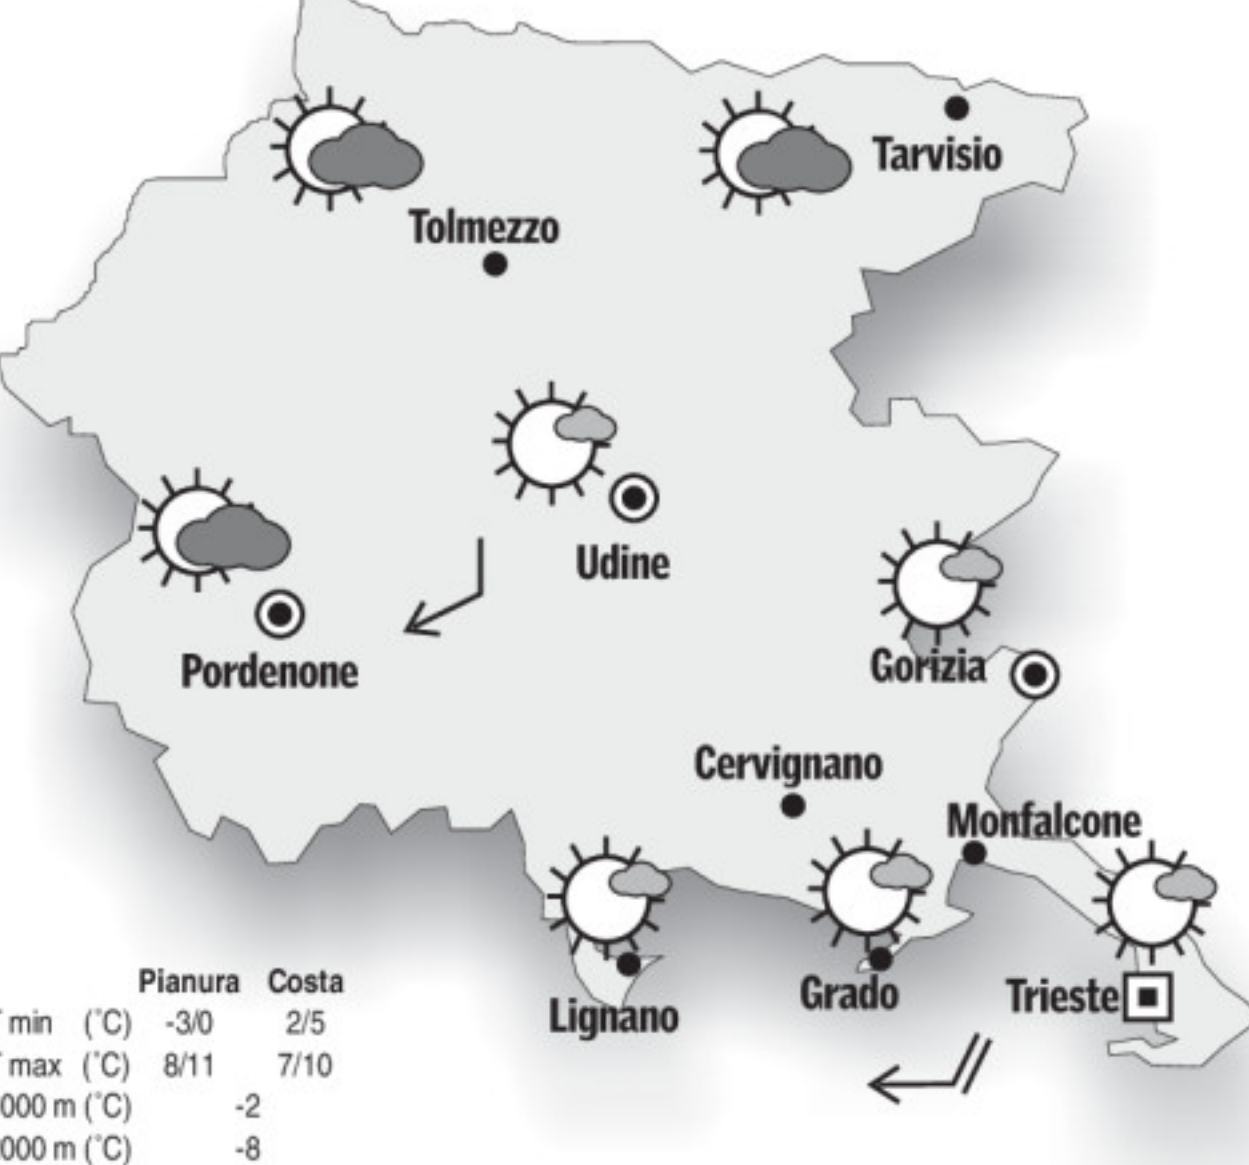 Tarvisio
Tolmezzo
Udine
Pordenone
Gorizia
Cervignano
Monfalcone
Grado
Trieste
Lignano
Pianura Costa
min (°C) -3/0 2/5
max (°C) 8/11 7/10
000 m (°C) -2
000 m (°C) -8